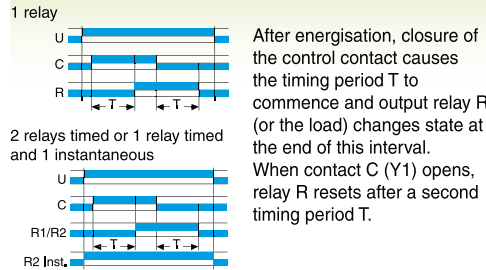 1 relay
U
C
R
T
T
After energisation, closure of
the control contact causes
the timing period T to
commence and output relay R
(or the load) changes state at
the end of this interval.
When contact C (Y1) opens,
relay R resets after a second
timing period T.
2 relays timed or 1 relay timed
and 1 instantaneous
U
C
R1/R2
T
T
R2 Inst.